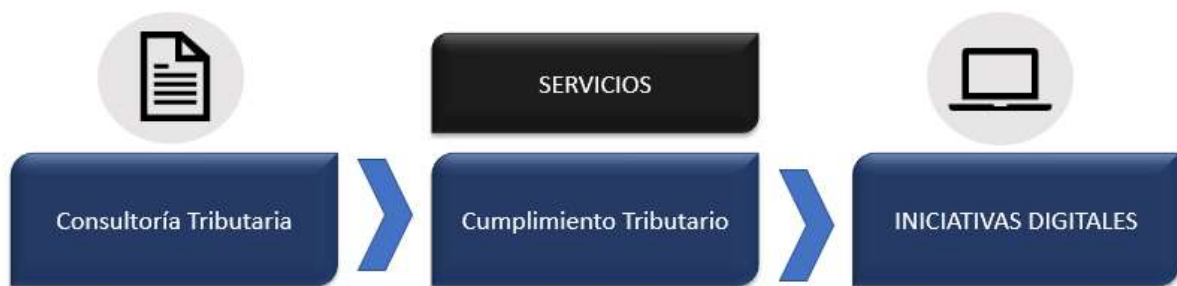 SERVICIOS
Consultoría Tributaria
Cumplimiento Tributario
INICIATIVAS DIGITALES